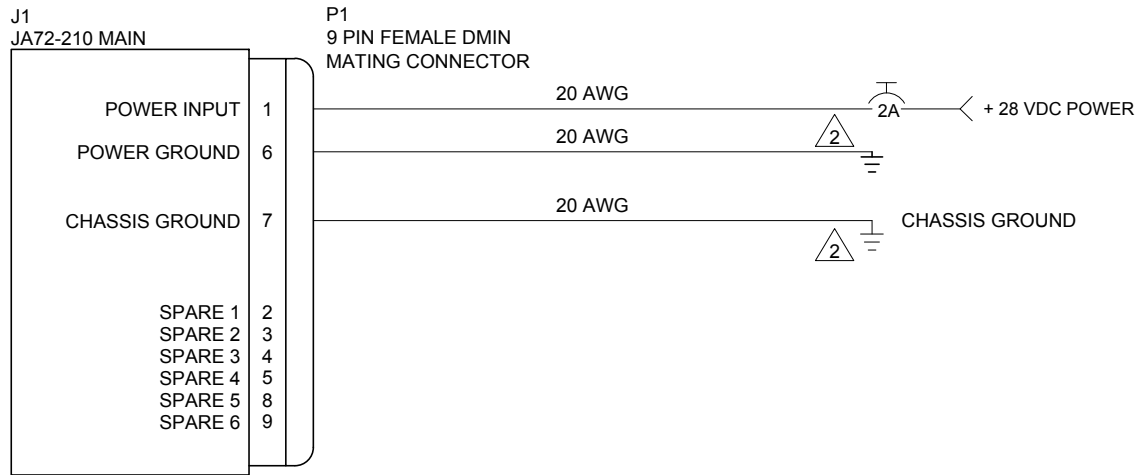 J1
JA72-210 MAIN
P1
9 PIN FEMALE DMIN
MATING CONNECTOR
POWER INPUT 1
20 AWG
2A
+ 28 VDC POWER
POWER GROUND 6
20 AWG
2
CHASSIS GROUND 7
20 AWG
2
CHASSIS GROUND
SPARE 1 2
SPARE 2 3
SPARE 3 4
SPARE 4 5
SPARE 5 8
SPARE 6 9